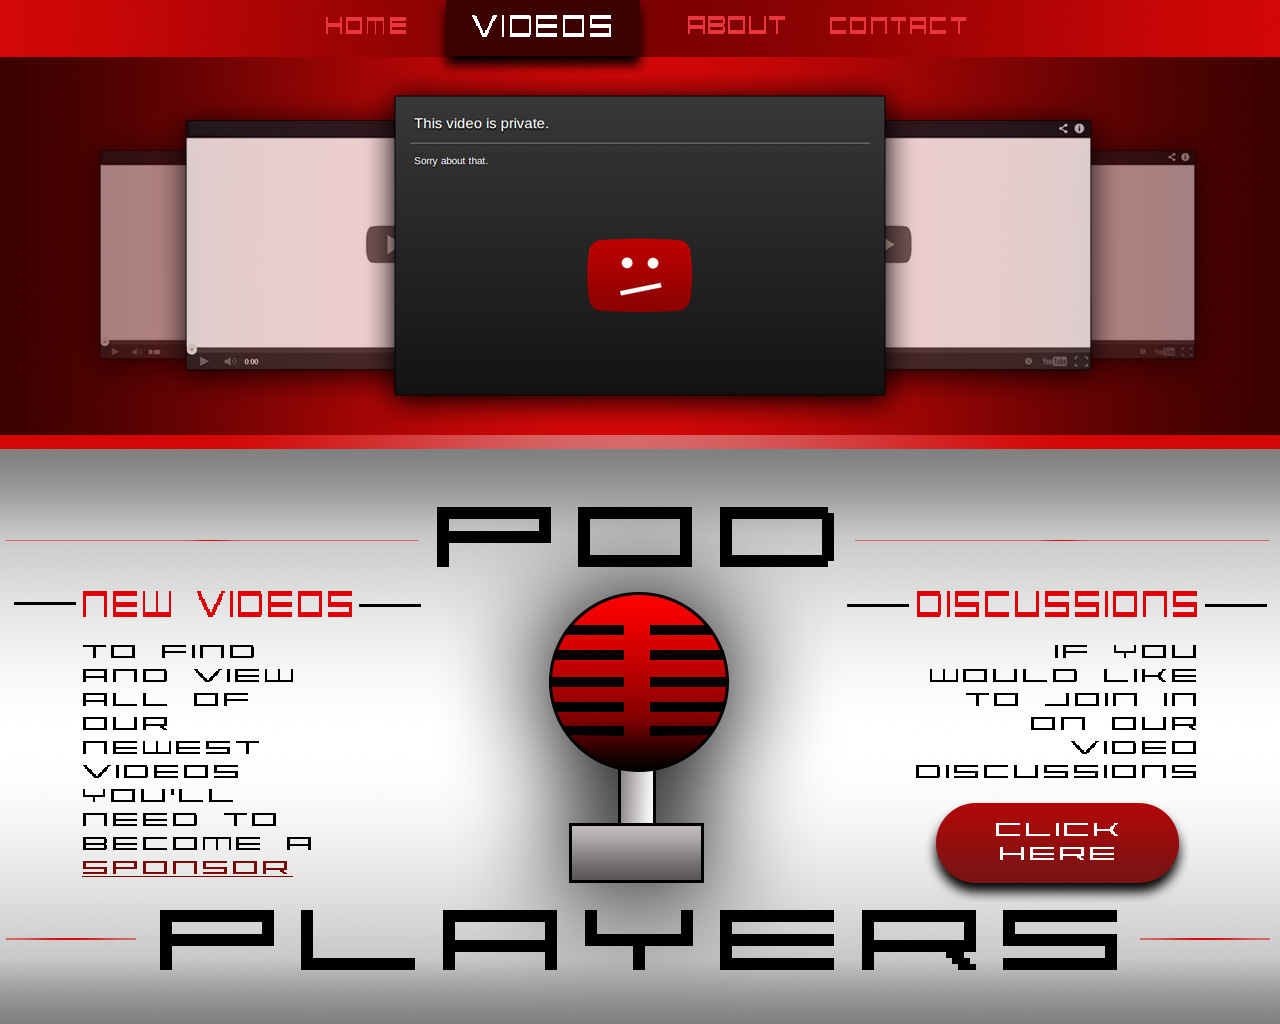 HOME VIDEOS ABOUT CONTACT
This video is private.
Sorry about that.
0:00
0:00
YouTube
YouTube
POD
NEW VIDEOS
TO FIND
AND VIEW
ALL OF
OUR
NEWEST
VIDEOS
YOU'LL
NEED TO
BECOME A
SPONSOR
DISCUSSIONS
IF YOU
WOULD LIKE
TO JOIN IN
ON OUR
VIDEO
DISCUSSIONS
CLICK
HERE
PLAYERS